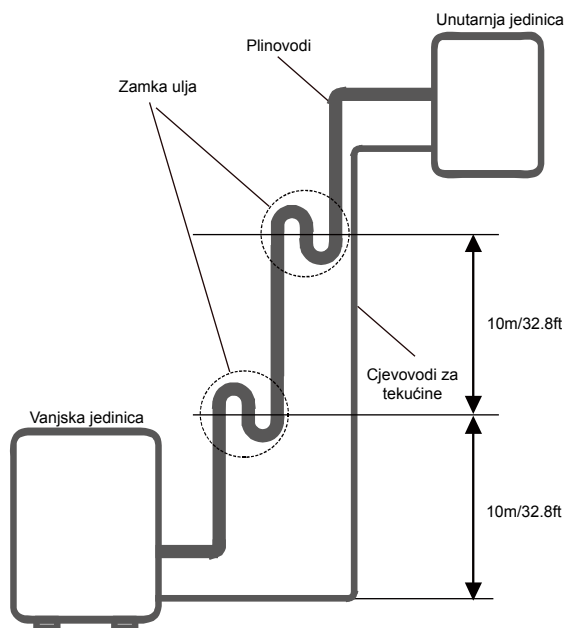 Unutarnja jedinica
Plinovodi
Zamka ulja
10m/32.8ft
Cjevovodi za
tekućine
Vanjska jedinica
10m/32.8ft